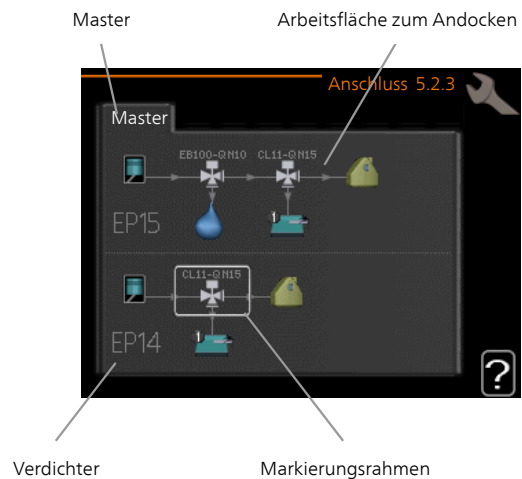 Master
Arbeitsfläche zum Andocken
Anschluss 5.2.3
Master
EB100-QN10 CL11-QN15
1
EP15
CL11-QN15
1
EP14
?
Verdichter
Markierungsrahmen